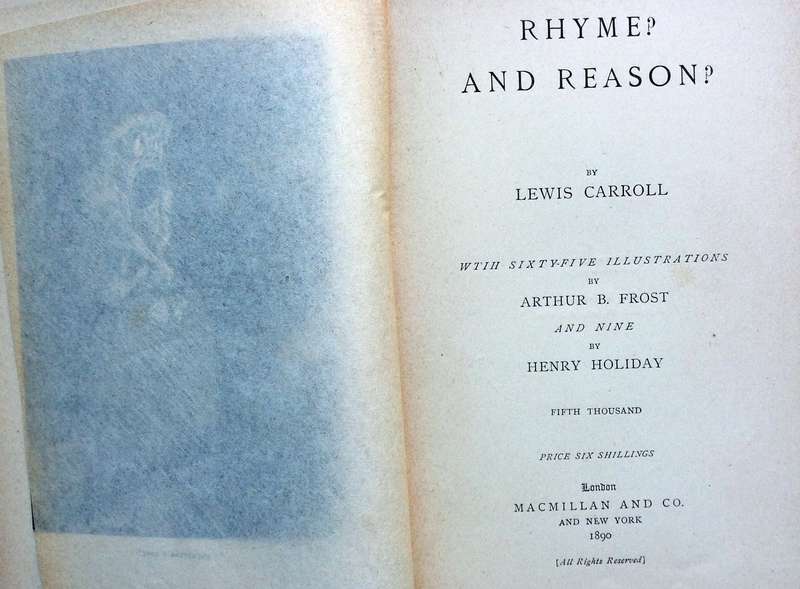 RHYME?
AND REASON?
BY
LEWIS CARROLL
WTIH SIXTY-FIVE ILLUSTRATIONS
BY
ARTHUR B. FROST
AND NINE
BY
HENRY HOLIDAY
FIFTH THOUSAND
PRICE SIX SHILLINGS
London
MACMILLAN AND CO.
AND NEW YORK
1890
[All Rights Reserved]